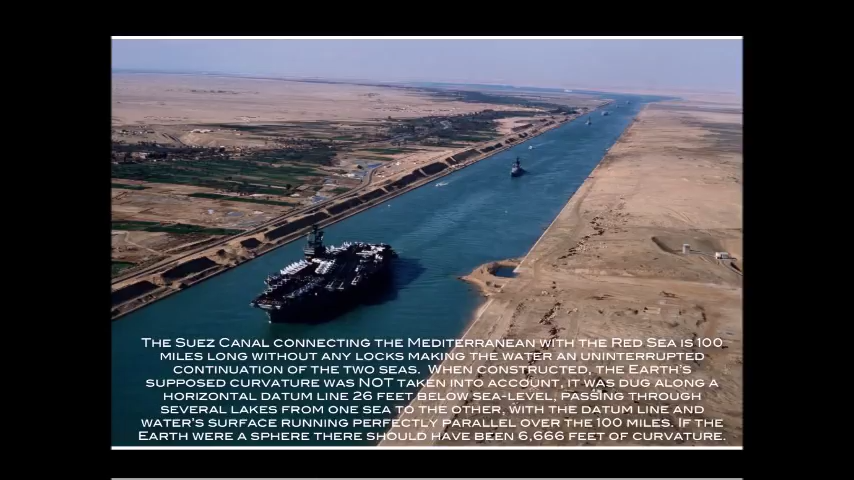 The Suez Canal connecting the Mediterranean with the Red Sea is 100
miles long without any locks making the water an uninterrupted
continuation of the two seas. When constructed, the Earth's
supposed curvature was NOT taken into account, it was dug along a
horizontal datum line 26 feet below sea-level, passing through
several lakes from one sea to the other, with the datum line and
water's surface running perfectly parallel over the 100 miles. If the
Earth were a sphere there should have been 6,666 feet of curvature.